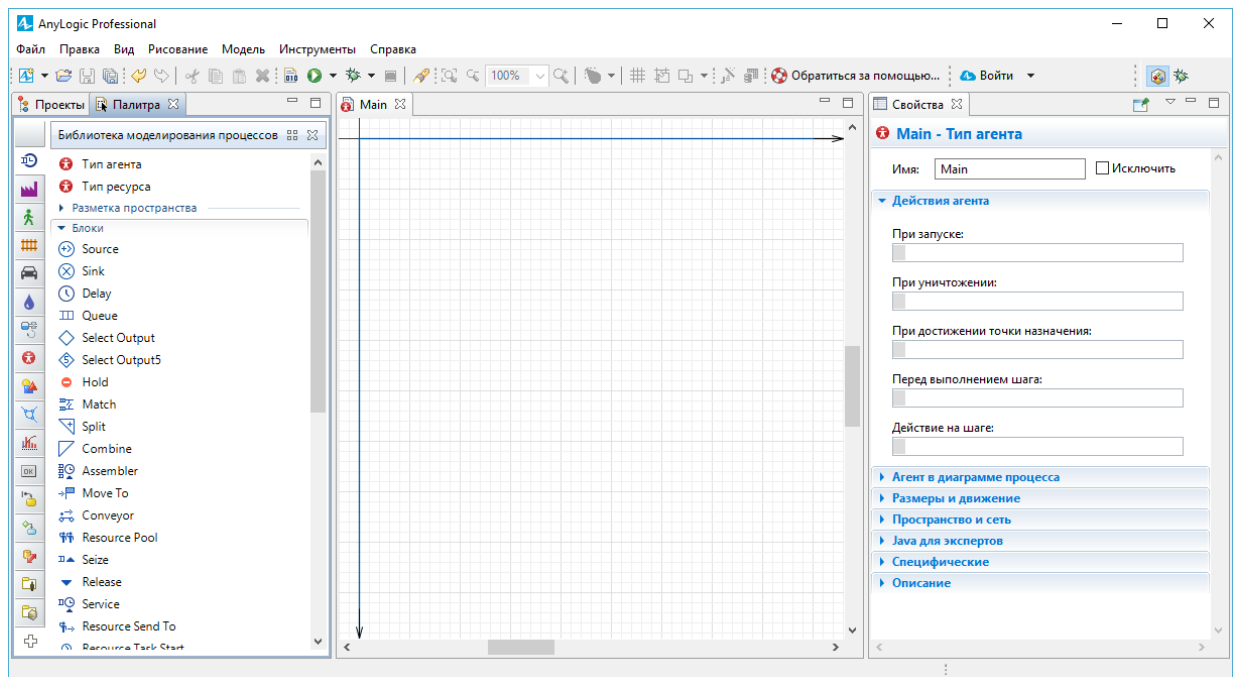 AnyLogic Professional
Файл Правка Вид Рисование Модель Инструменты Справка
100% Обратиться за помощью... Войти
Проекты Палитра
Библиотека моделирования процессов
Тип агента
Тип ресурса
Разметка пространства
Блоки
Source
Sink
Delay
Queue
Select Output
Select Output5
Hold
Match
Split
Combine
Assembler
Move To
Conveyor
Resource Pool
Seize
Release
Service
Resource Send To
Resource Task Start
Main
Свойства
Main - Тип агента
Имя: Main Исключить
Действия агента
При запуске:
При уничтожении:
При достижении точки назначения:
Перед выполнением шага:
Действие на шаге:
Агент в диаграмме процесса
Размеры и движение
Пространство и сеть
Java для экспертов
Специфические
Описание